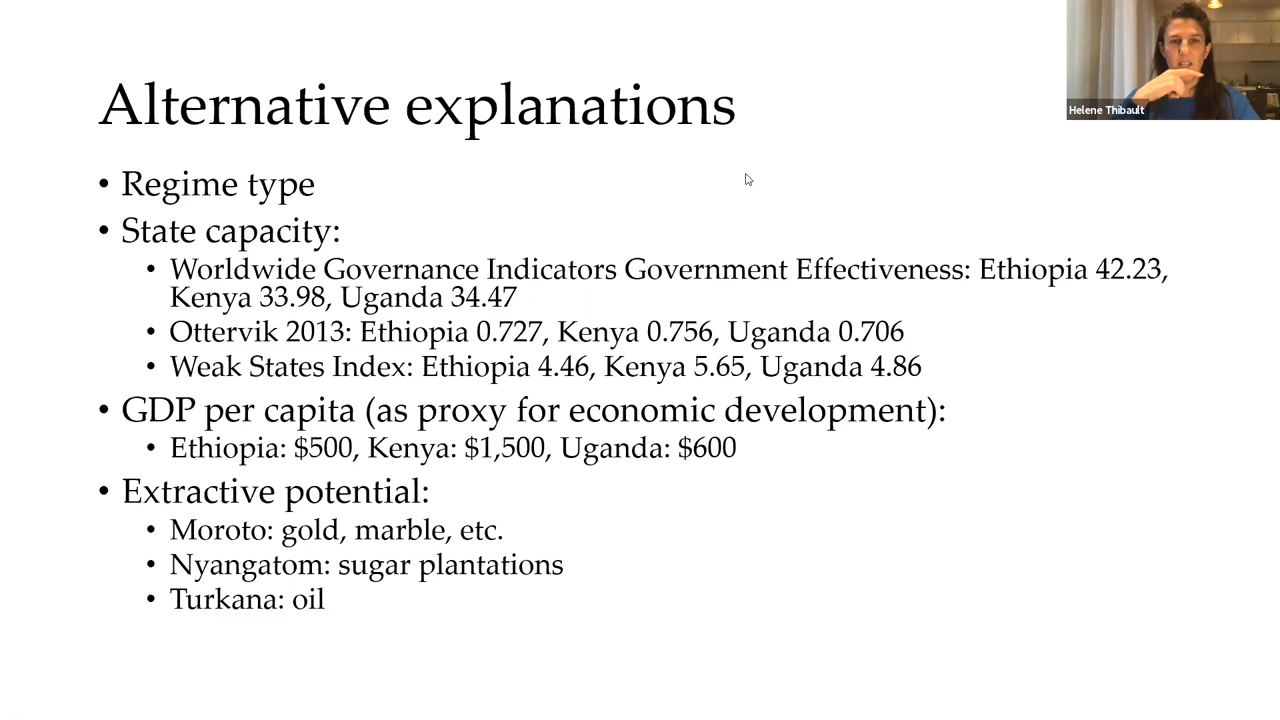 Helene Thibault
Alternative explanations
• Regime type
• State capacity:
• Worldwide Governance Indicators Government Effectiveness: Ethiopia 42.23,
Kenya 33.98, Uganda 34.47
• Ottervik 2013: Ethiopia 0.727, Kenya 0.756, Uganda 0.706
• Weak States Index: Ethiopia 4.46, Kenya 5.65, Uganda 4.86
• GDP per capita (as proxy for economic development):
• Ethiopia: $500, Kenya: $1,500, Uganda: $600
• Extractive potential:
• Moroto: gold, marble, etc.
• Nyangatom: sugar plantations
• Turkana: oil